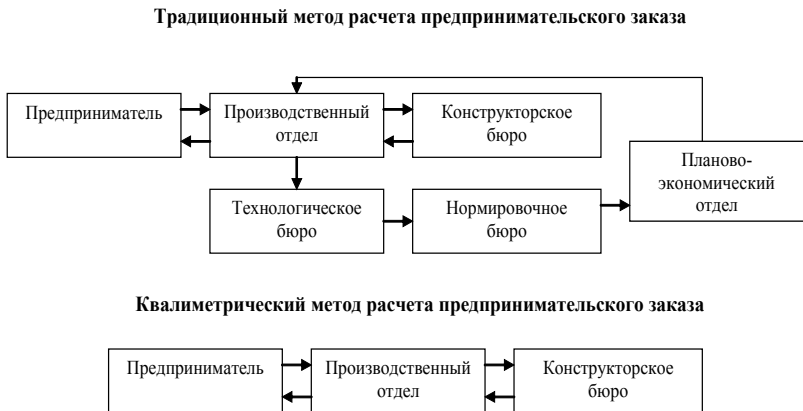 Традиционный метод расчета предпринимательского заказа
Предприниматель
Производственный
отдел
Конструкторское
бюро
Планово-
экономический
отдел
Технологическое
бюро
Нормировочное
бюро
Квалиметрический метод расчета предпринимательского заказа
Предприниматель
Производственный
отдел
Конструкторское
бюро